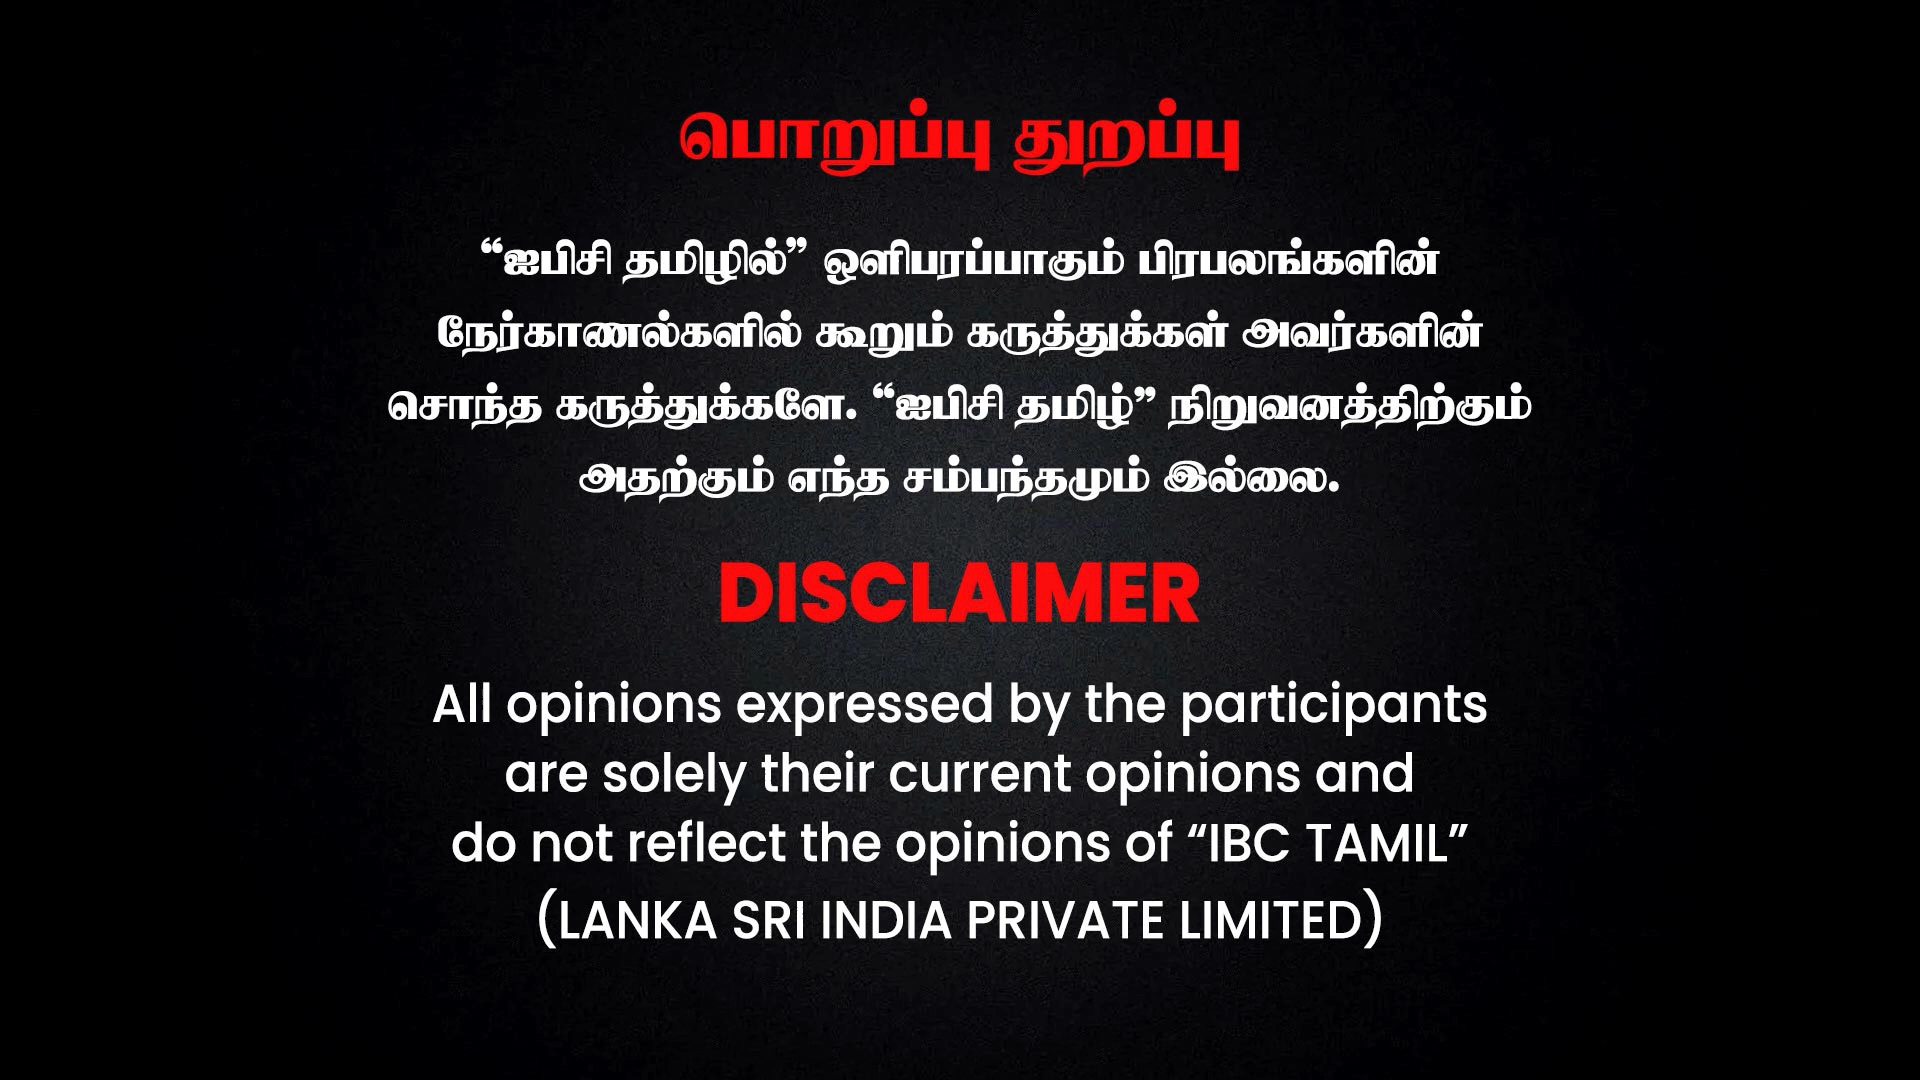 பொறுப்பு துறப்பு
“ஐபிசி தமிழில்” ஒளிபரப்பாகும் பிரபலங்களின்
நேர்காணல்களில் கூறும் கருத்துக்கள் அவர்களின்
சொந்த கருத்துக்களே. “ஐபிசி தமிழ்” நிறுவனத்திற்கும்
அதற்கும் எந்த சம்பந்தமும் இல்லை.
DISCLAIMER
All opinions expressed by the participants
are solely their current opinions and
do not reflect the opinions of “IBC TAMIL”
(LANKA SRI INDIA PRIVATE LIMITED)